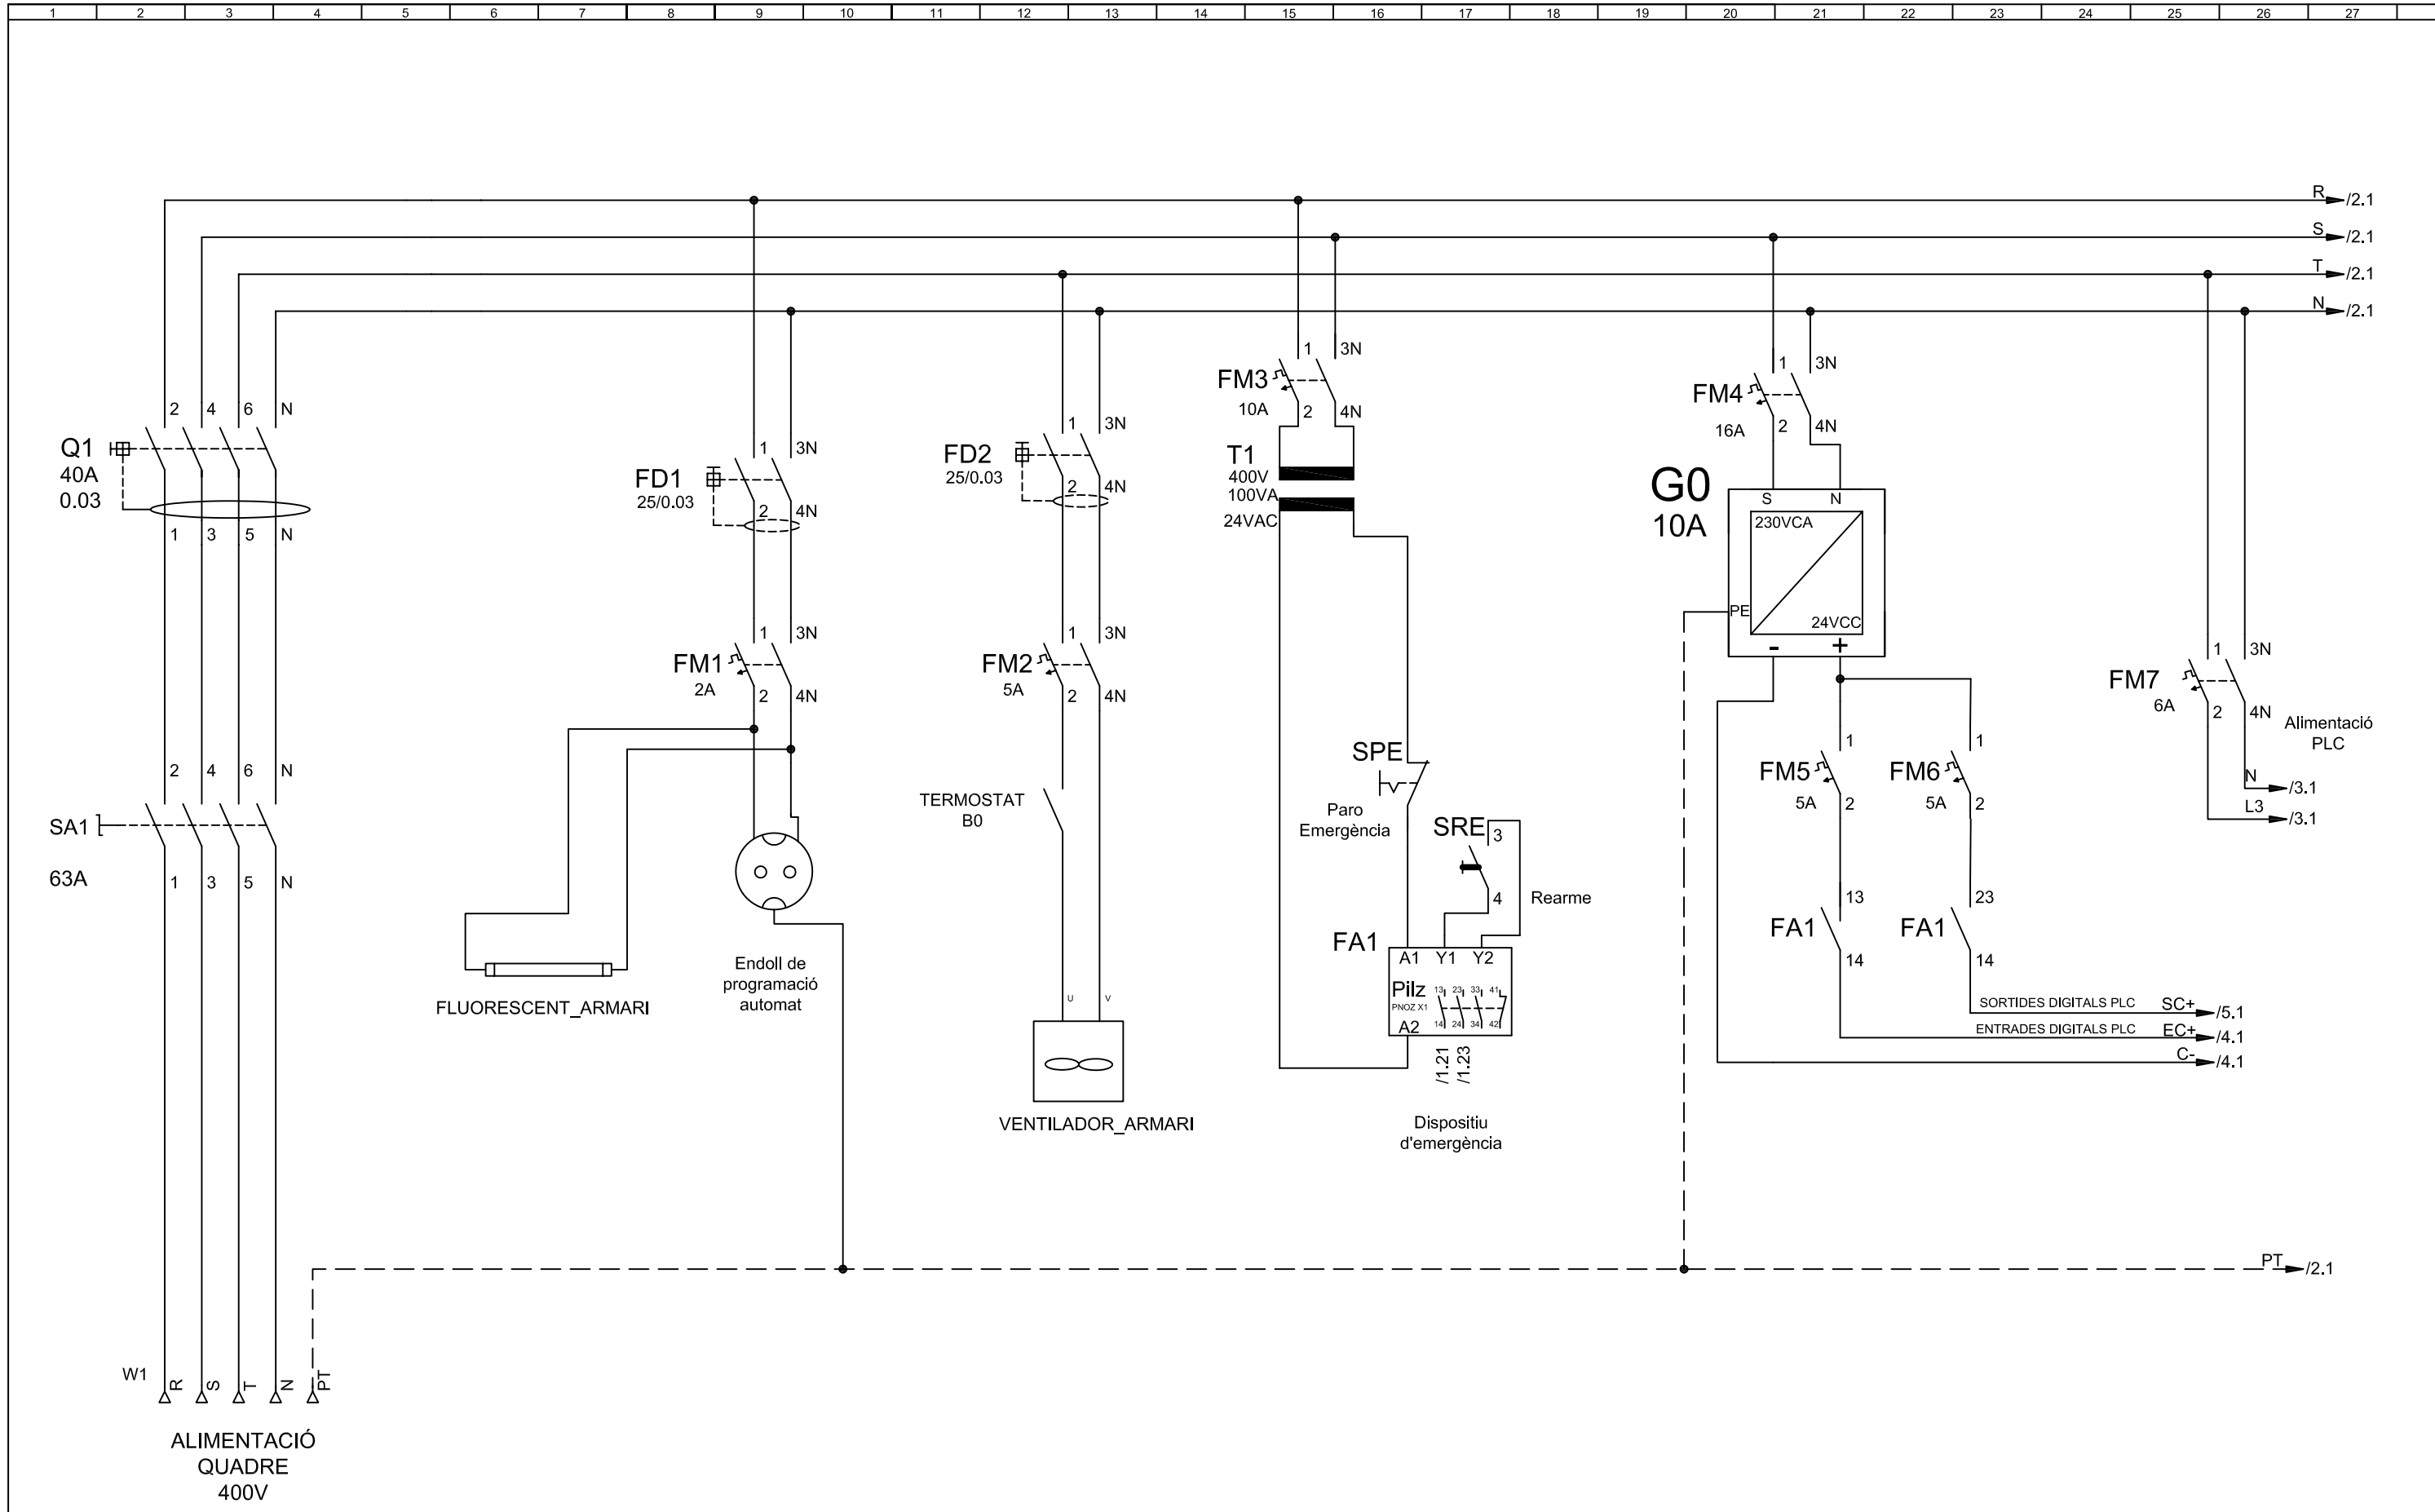 1 2 3 4 5 6 7 8 9 10 11 12 13 14 15 16 17 18 19 20 21 22 23 24 25 26 27
R /2.1
S /2.1
T /2.1
N /2.1
Q1
40A
0.03
2 4 6 N
1 3 5 N
SA1
63A
2 4 6 N
1 3 5 N
W1
R S T N PT
ALIMENTACIÓ
QUADRE
400V
FD1
25/0.03
1 3N
2 4N
FM1
2A
1 3N
2 4N
FLUORESCENT_ARMARI
Endoll de
programació
automat
FD2
25/0.03
1 3N
2 4N
FM2
5A
1 3N
2 4N
TERMOSTAT
B0
U V
VENTILADOR_ARMARI
FM3
10A
1 3N
2 4N
T1
400V
100VA
24VAC
SPE
Paro
Emergència
SRE
3
4
Rearme
FA1
A1 Y1 Y2
Pilz
PNOZ X1
13 23 33 41
14 24 34 42
A2
/1.21
/1.23
Dispositiu
d'emergència
FM4
16A
1 3N
2 4N
G0
10A
S N
230VCA
PE
24VCC
- +
FM5
5A
1
2
FM6
5A
1
2
FA1
13
14
FA1
23
14
SORTIDES DIGITALS PLC SC+ /5.1
ENTRADES DIGITALS PLC EC+ /4.1
C- /4.1
FM7
6A
1 3N
2 4N
Alimentació
PLC
N /3.1
L3 /3.1
PT /2.1